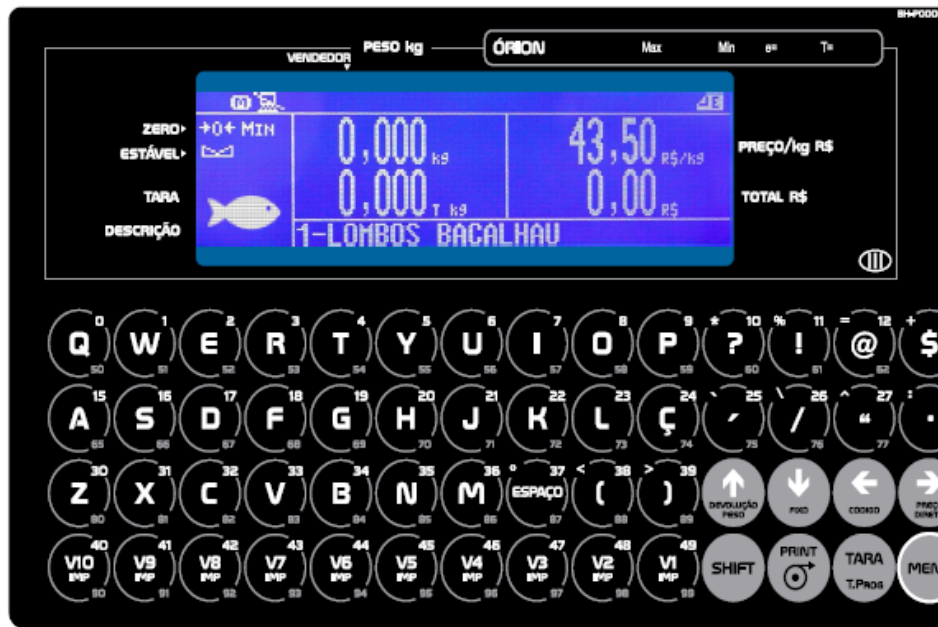 PESO kg
ÓRION
Max
Min
e=
T=
VENDEDOR
ZERO
→0← MIN
ESTÁVEL
0,000 kg
43,50 R$/kg
PREÇO/kg R$
TARA
0,000 T kg
0,00 R$
TOTAL R$
DESCRIÇÃO
1-LOMBOS BACALHAU
0 1 2 3 4 5 6 7 8 9 * 10 % 11 = 12 +
Q W E R T Y U I O P ? ! @ $
50 51 52 53 54 55 56 57 58 59 60 61 62
15 16 17 18 19 20 21 22 23 24 ` 25 \ 26 ^ 27 :
A S D F G H J K L Ç ´ / “ .
65 66 67 68 69 70 71 72 73 74 75 76 77
30 31 32 33 34 35 36 º 37 < 38 > 39
Z X C V B N M ESPAÇO ( )
80 81 82 83 84 85 86 87 88 89
DEVOLUÇÃO PESO
FIXO
CODIGO
40 41 42 43 44 45 46 47 48 49
V10 V9 V8 V7 V6 V5 V4 V3 V2 V1
IMP IMP IMP IMP IMP IMP IMP IMP IMP IMP
90 91 92 93 94 95 96 97 98 99
SHIFT
PRINT
TARA
T.PROG
MEN